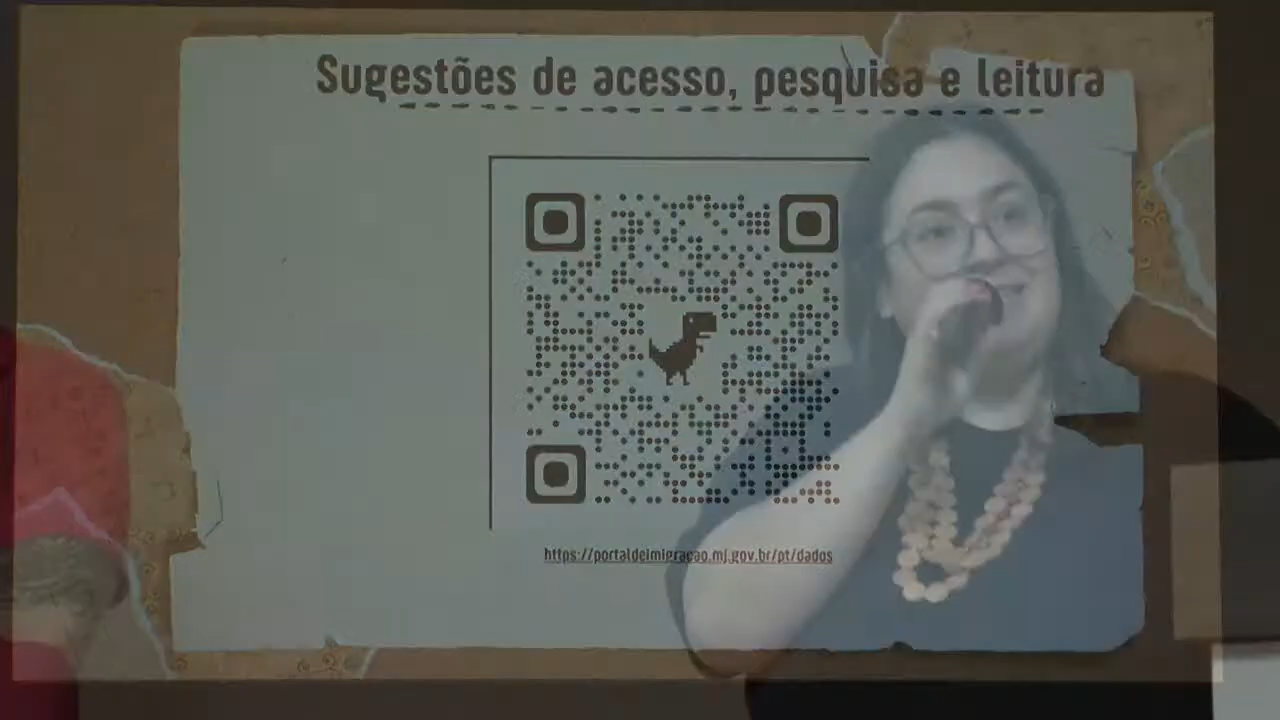 Sugestões de acesso, pesquisa e leitura
https://portaldeimigracao.mj.gov.br/pt/dados